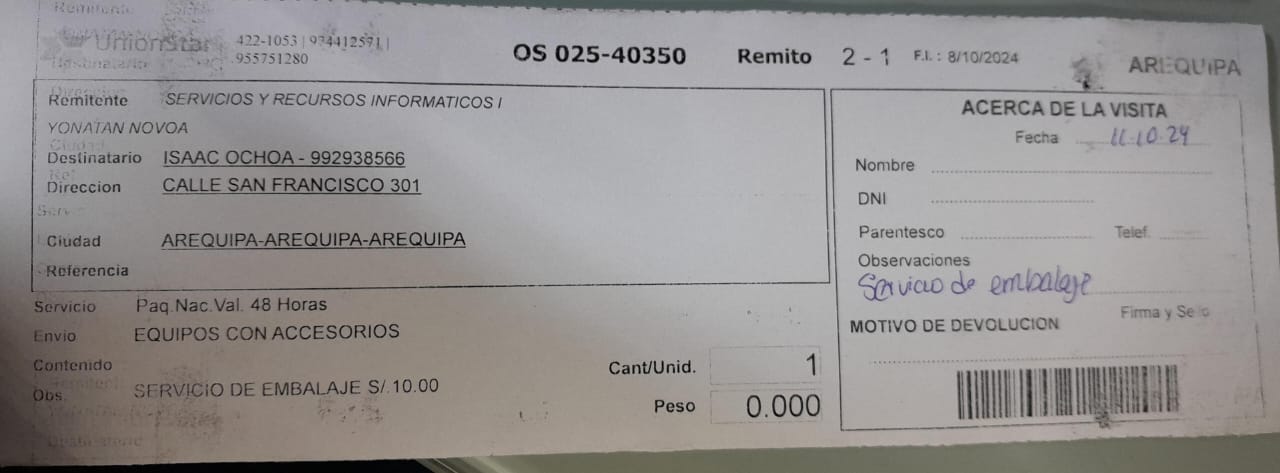 Remitente
UnionStar 422-1053 | 934412591 |
955751280
OS 025-40350 Remito 2 - 1 F.I. : 8/10/2024
AREQUIPA
Remitente SERVICIOS Y RECURSOS INFORMATICOS I
YONATAN NOVOA
Destinatario ISAAC OCHOA - 992938566
Direccion CALLE SAN FRANCISCO 301
Ciudad AREQUIPA-AREQUIPA-AREQUIPA
Referencia
Servicio Paq.Nac.Val. 48 Horas
Envio EQUIPOS CON ACCESORIOS
Contenido
Obs. SERVICIO DE EMBALAJE S/.10.00
Cant/Unid. 1
Peso 0.000
ACERCA DE LA VISITA
Fecha 11-10-24
Nombre
DNI
Parentesco Telef.
Observaciones
Servicio de embalaje
Firma y Sello
MOTIVO DE DEVOLUCION